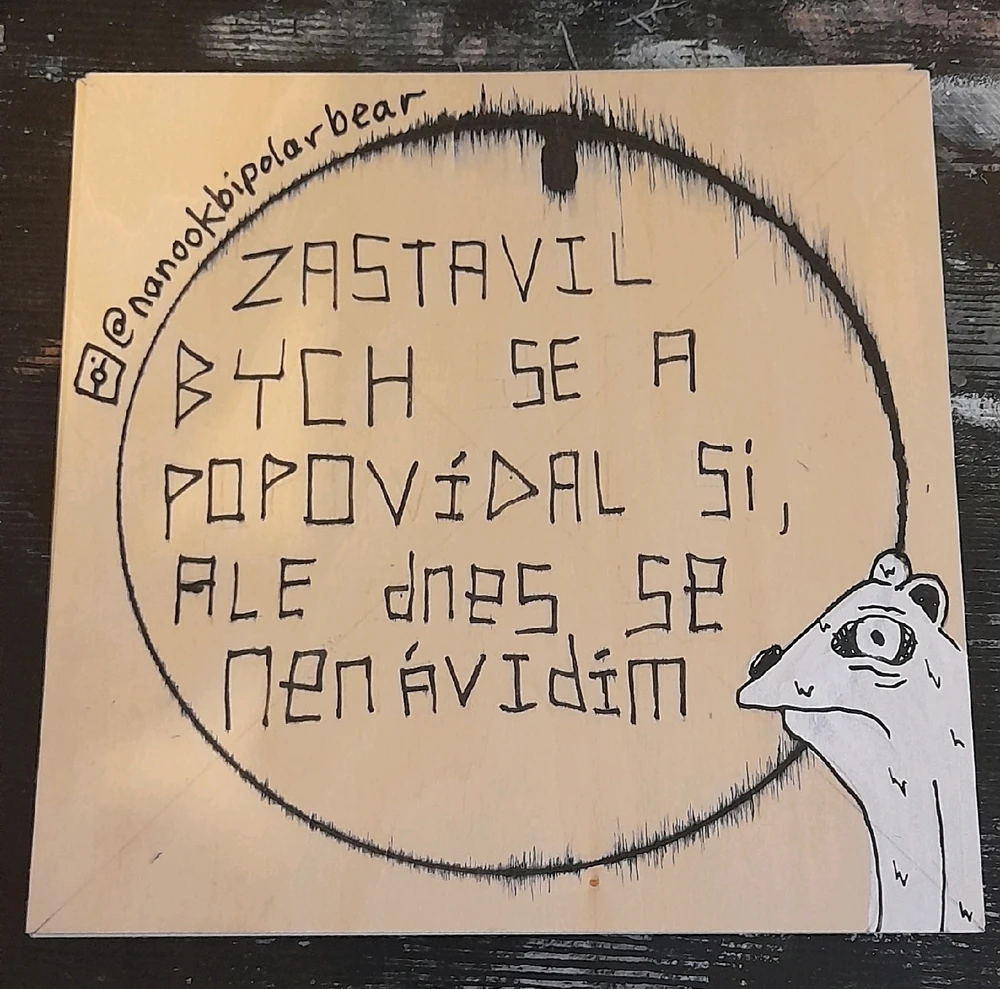 @nanookbipolarbear
ZASTAVIL
BYCH SE A
POPOVÍDAL Si,
ALE dnes se
nenÁVIdím